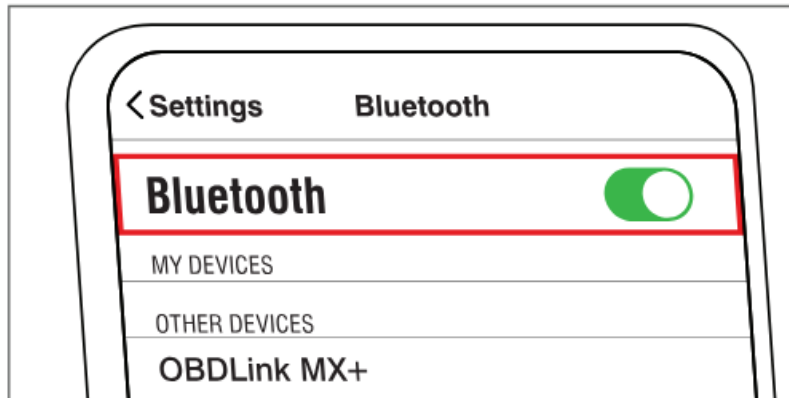 Settings Bluetooth
Bluetooth
MY DEVICES
OTHER DEVICES
OBDLink MX+